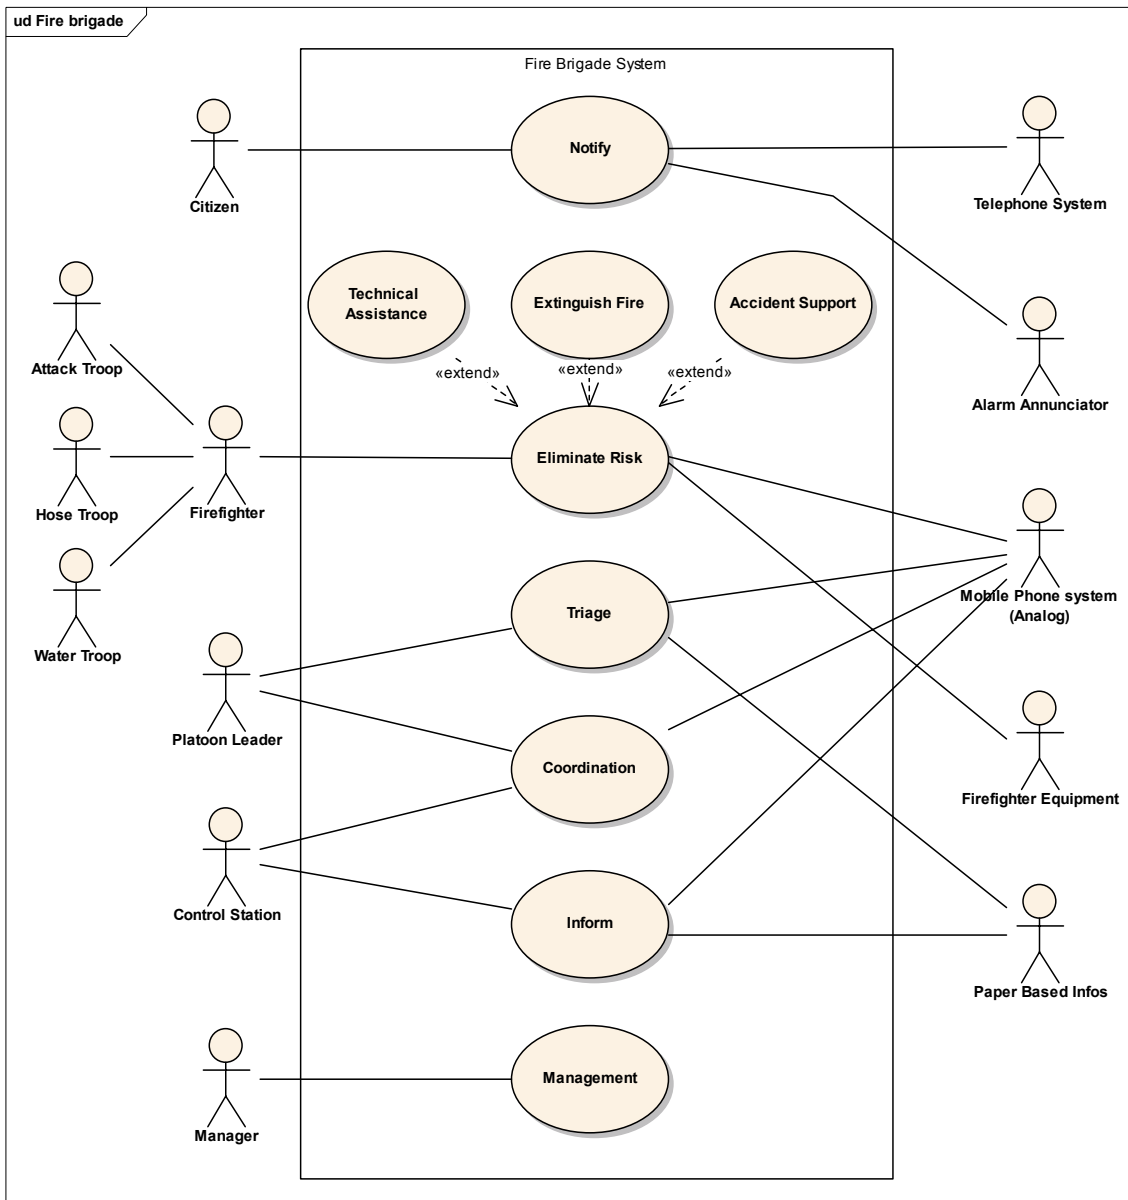 ud Fire brigade
Fire Brigade System
Notify
Citizen
Telephone System
Technical
Assistance
Extinguish Fire
Accident Support
Attack Troop
«extend»
«extend»
«extend»
Alarm Annunciator
Eliminate Risk
Hose Troop
Firefighter
Mobile Phone system
(Analog)
Triage
Water Troop
Platoon Leader
Coordination
Firefighter Equipment
Control Station
Inform
Paper Based Infos
Management
Manager